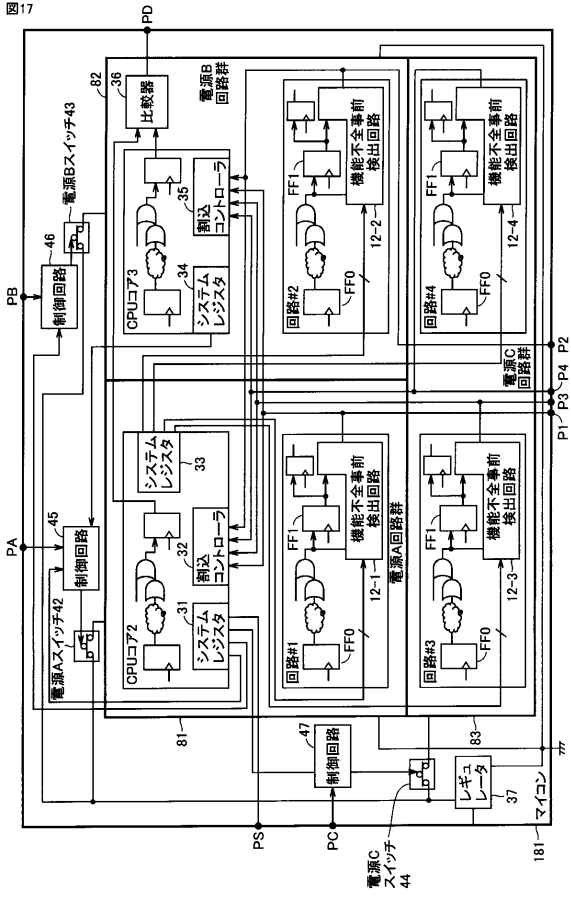 図17
PA
PB
PD
45
制御回路
電源Aスイッチ42
46
制御回路
電源Bスイッチ43
82
81
CPUコア2
31
システム
レジスタ
32
割込
コントローラ
システム
レジスタ
33
CPUコア3
34
システム
レジスタ
35
割込
コントローラ
36
比較器
電源B
回路群
回路#1
FF0
FF1
機能不全事前
検出回路
12-1
電源A回路群
回路#2
FF0
FF1
機能不全事前
検出回路
12-2
回路#3
FF0
FF1
機能不全事前
検出回路
12-3
回路#4
FF0
FF1
機能不全事前
検出回路
12-4
電源C
回路群
47
制御回路
83
PS
PC
電源C
スイッチ
44
レギュ
レータ
37
マイコン
181
P1
P3
P4
P2